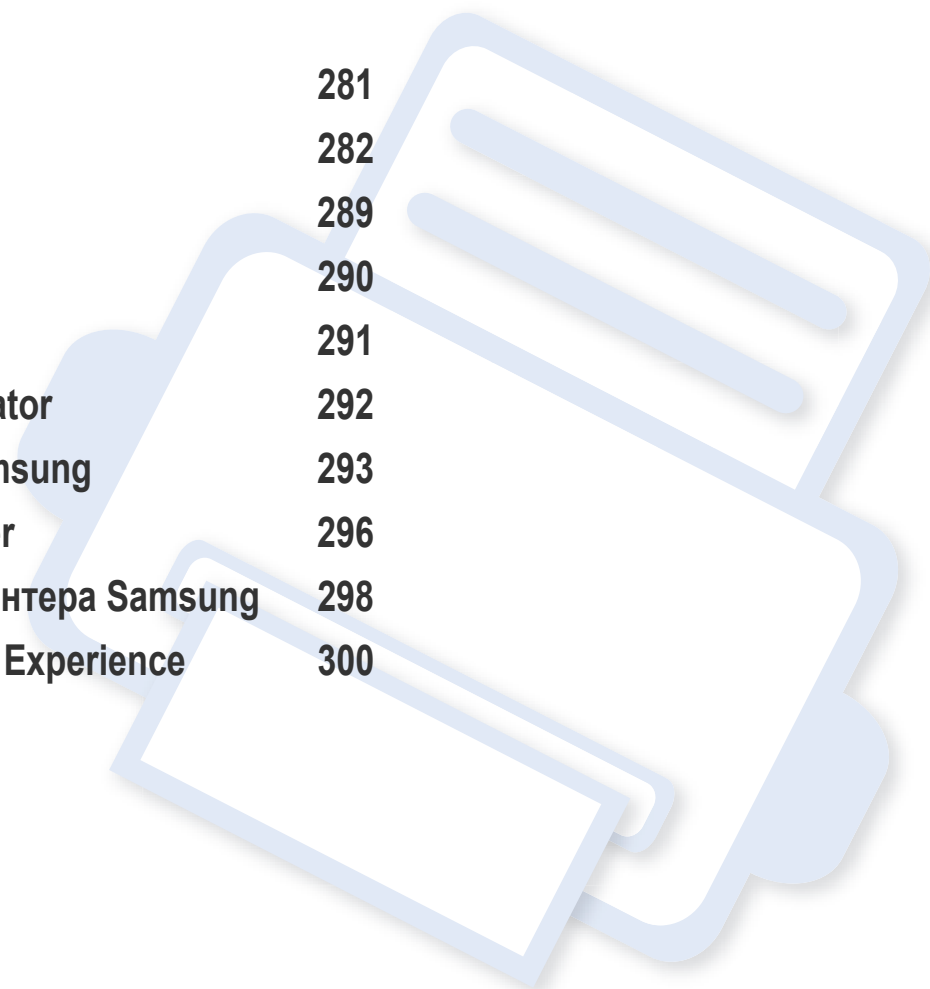 281
282
289
290
291
ator 292
nsung 293
r 296
нтера Samsung 298
Experience 300